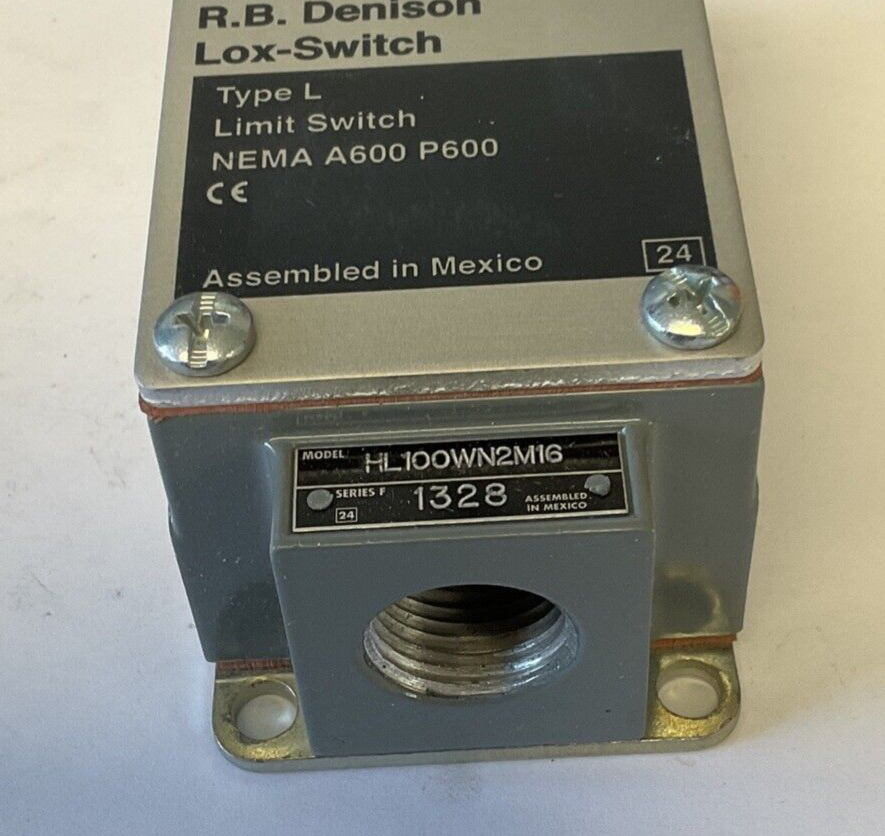 R.B. Denison
Lox-Switch
Type L
Limit Switch
NEMA A600 P600
CE
Assembled in Mexico
24
MODEL HL100WN2M16
SERIES F 1328 ASSEMBLED
24 IN MEXICO